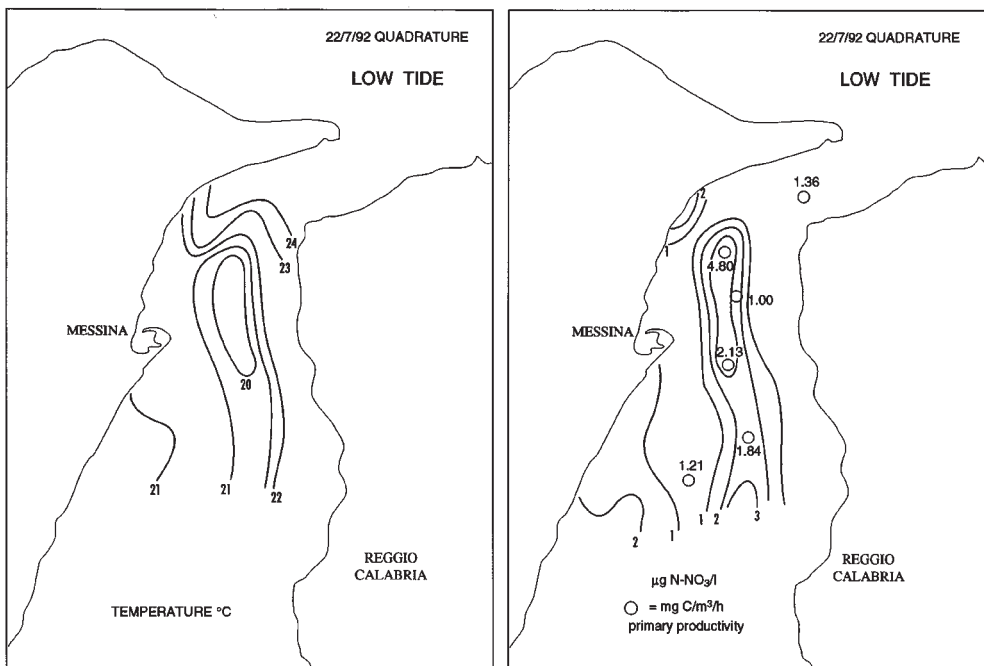 22/7/92 QUADRATURE
LOW TIDE
24
23
MESSINA
20
21
21
22
REGGIO
CALABRIA
TEMPERATURE °C
22/7/92 QUADRATURE
LOW TIDE
1.36
2
1
4.80
1.00
MESSINA
2.13
1.84
1.21
2
1
1
2
3
REGGIO
CALABRIA
µg N-NO₃/l
= mg C/m³/h
primary productivity